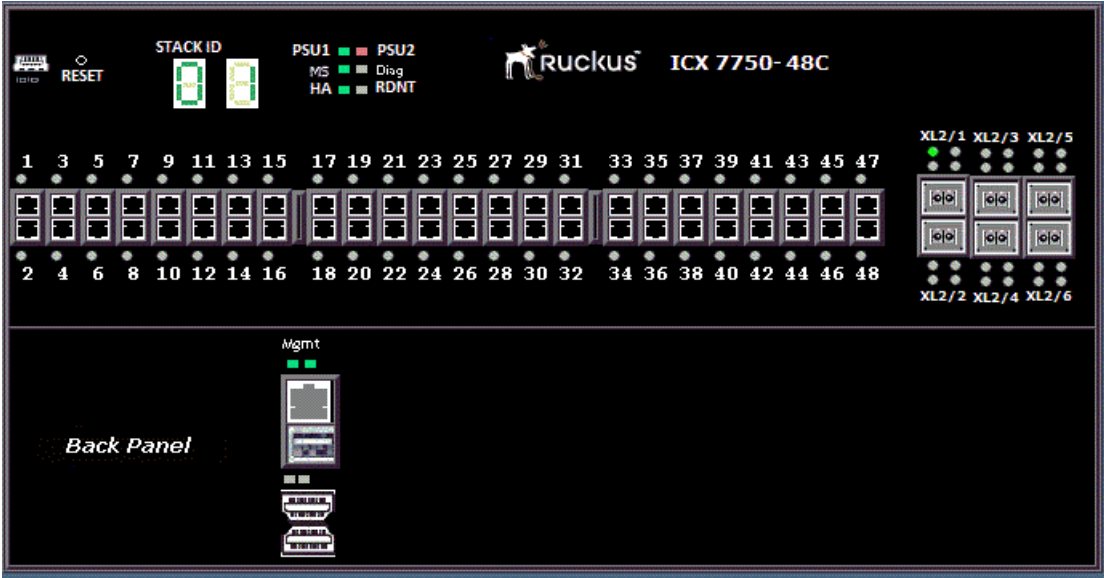 STACK ID
RESET
01
PSU1 PSU2
MS Diag
HA RDNT
Ruckus ICX 7750-48C
XL2/1 XL2/3 XL2/5
1 3 5 7 9 11 13 15 17 19 21 23 25 27 29 31 33 35 37 39 41 43 45 47
2 4 6 8 10 12 14 16 18 20 22 24 26 28 30 32 34 36 38 40 42 44 46 48
XL2/2 XL2/4 XL2/6
Mgmt
Back Panel